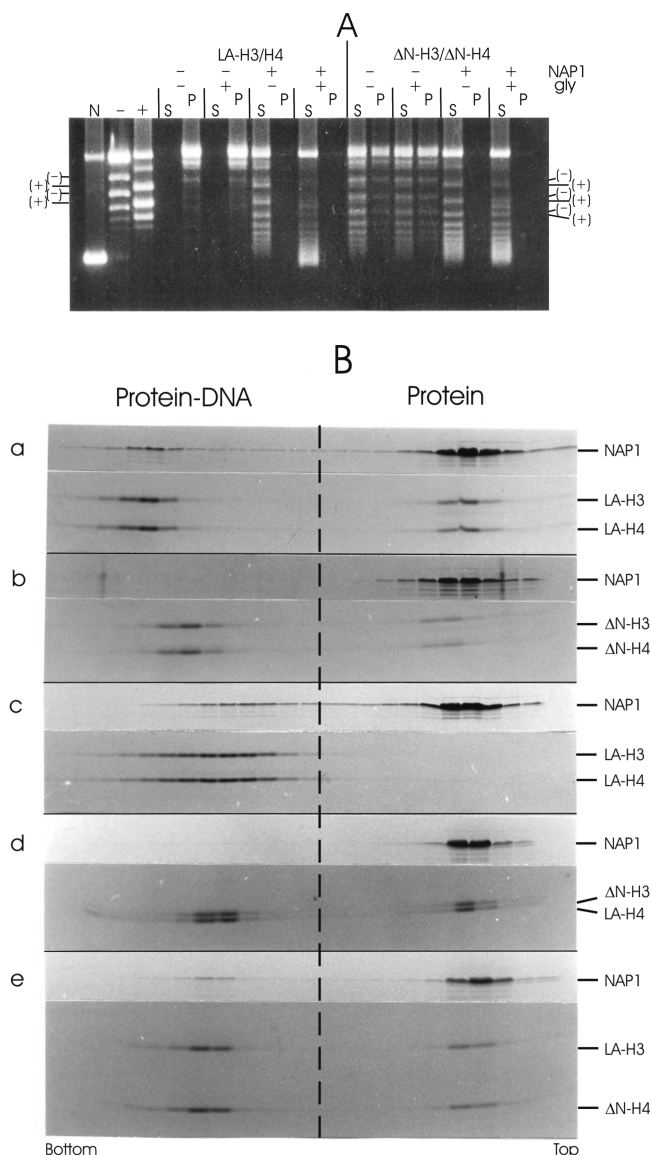 A
LA-H3/H4 ΔN-H3/ΔN-H4
– – + + – – + + NAP1
– + – + – + – + gly
N – + S P S P S P S P S P S P S P S P
(–) (–)
(+) (+)
(–) (–)
(+) (+)
(–)
(+)
B
Protein-DNA Protein
a NAP1
LA-H3
LA-H4
b NAP1
ΔN-H3
ΔN-H4
c NAP1
LA-H3
LA-H4
d NAP1
ΔN-H3
LA-H4
e NAP1
LA-H3
ΔN-H4
Bottom Top